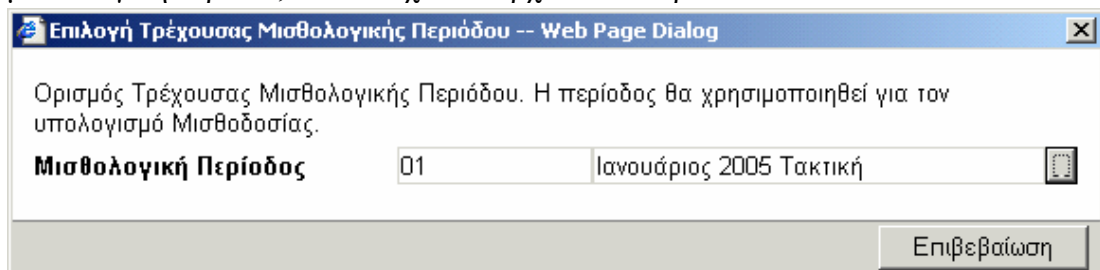 Επιλογή Τρέχουσας Μισθολογικής Περιόδου -- Web Page Dialog
Ορισμός Τρέχουσας Μισθολογικής Περιόδου. Η περίοδος θα χρησιμοποιηθεί για τον
υπολογισμό Μισθοδοσίας.
Μισθολογική Περίοδος 01 Ιανουάριος 2005 Τακτική
Επιβεβαίωση